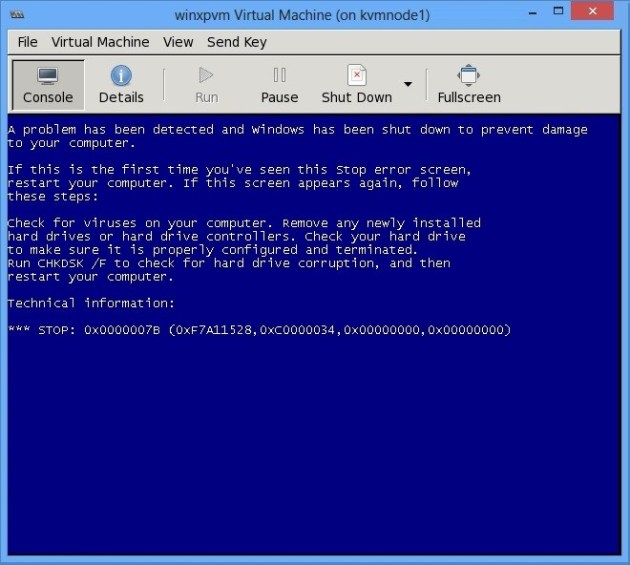 winxpvm Virtual Machine (on kvmnode1)
File Virtual Machine View Send Key
Console Details Run Pause Shut Down Fullscreen
A problem has been detected and Windows has been shut down to prevent damage
to your computer.
If this is the first time you've seen this Stop error screen,
restart your computer. If this screen appears again, follow
these steps:
Check for viruses on your computer. Remove any newly installed
hard drives or hard drive controllers. Check your hard drive
to make sure it is properly configured and terminated.
Run CHKDSK /F to check for hard drive corruption, and then
restart your computer.
Technical information:
*** STOP: 0x0000007B (0xF7A11528,0xC0000034,0x00000000,0x00000000)